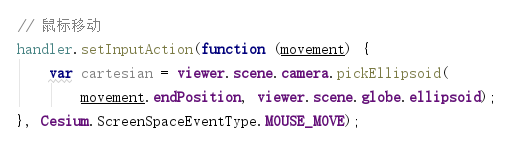 // 鼠标移动
handler.setInputAction(function (movement) {
    var cartesian = viewer.scene.camera.pickEllipsoid(
        movement.endPosition, viewer.scene.globe.ellipsoid);
}, Cesium.ScreenSpaceEventType.MOUSE_MOVE);